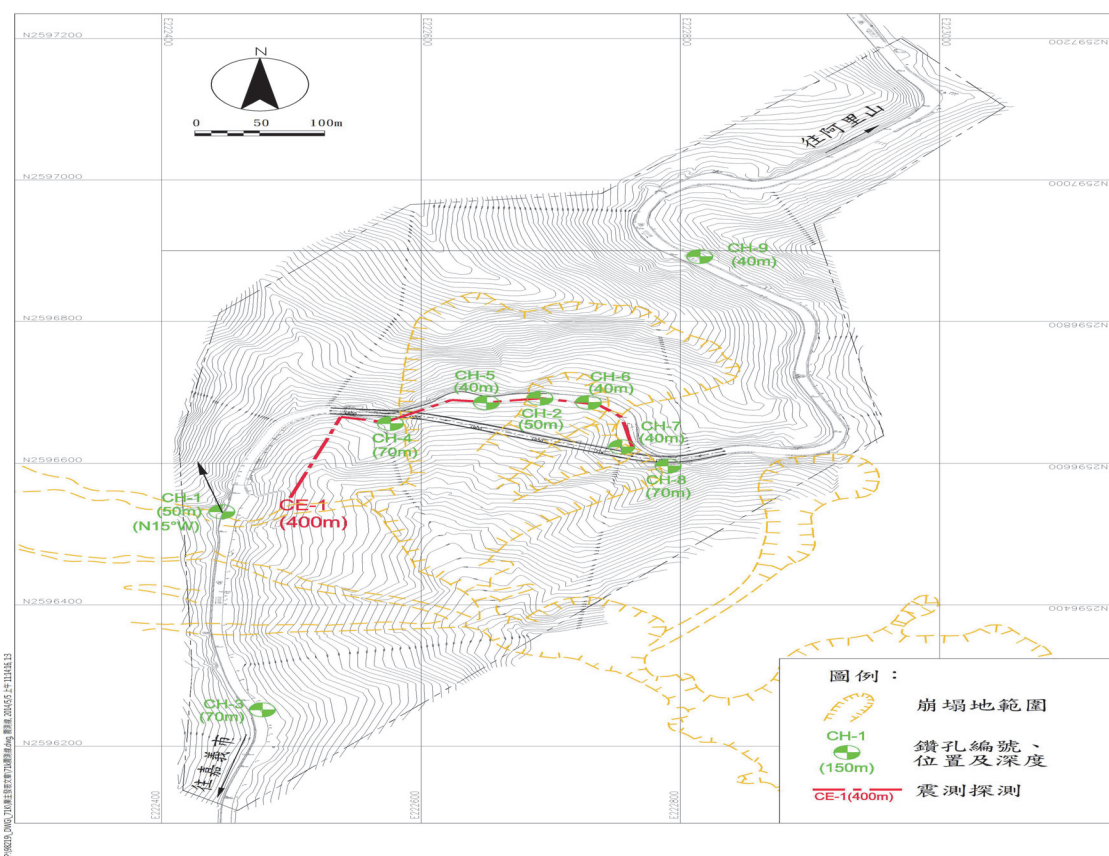 E222400
E222600
E222800
E223000
N2597200
N2597200
N
0 50 100m
往阿里山
N2597000
N2597000
CH-9
(40m)
N2596800
N2596800
CH-5
(40m)
CH-6
(40m)
CH-2
(50m)
CH-7
(40m)
CH-4
(70m)
N2596600
N2596600
CH-8
(70m)
CH-1
(50m)
(N15°W)
CE-1
(400m)
N2596400
N2596400
CH-3
(70m)
N2596200
往嘉義市
圖例：
崩塌地範圍
CH-1
(150m)
鑽孔編號、
位置及深度
CE-1(400m)
震測探測
E222400
E222600
E222800